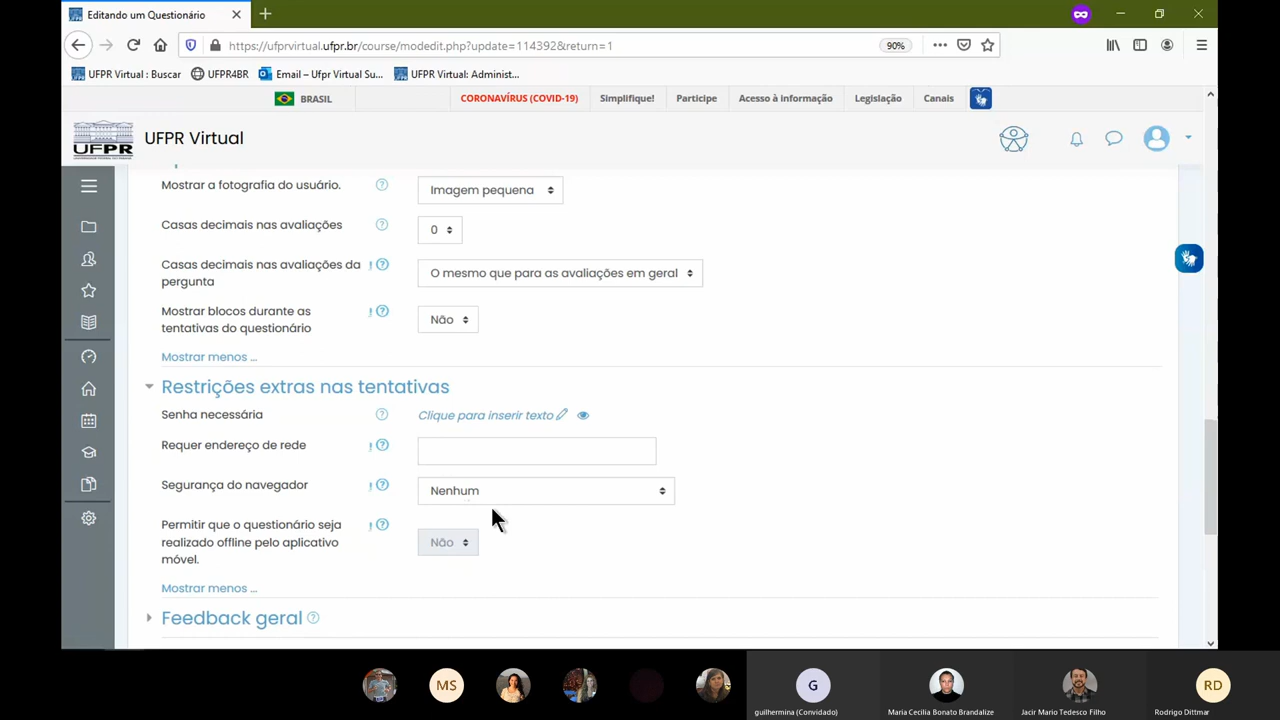 Editando um Questionário
https://ufprvirtual.ufpr.br/course/modedit.php?update=114392&return=1
90%
UFPR Virtual : Buscar
UFPR4BR
Email – Ufpr Virtual Su...
UFPR Virtual: Administ...
BRASIL
CORONAVÍRUS (COVID-19)
Simplifique!
Participe
Acesso à informação
Legislação
Canais
UFPR
UFPR Virtual
Mostrar a fotografia do usuário.
Imagem pequena
Casas decimais nas avaliações
0
Casas decimais nas avaliações da
pergunta
O mesmo que para as avaliações em geral
Mostrar blocos durante as
tentativas do questionário
Não
Mostrar menos ...
Restrições extras nas tentativas
Senha necessária
Clique para inserir texto
Requer endereço de rede
Segurança do navegador
Nenhum
Permitir que o questionário seja
realizado offline pelo aplicativo
móvel.
Não
Mostrar menos ...
Feedback geral
MS
G
RD
guilhermina (Convidado)
Maria Cecilia Bonato Brandalize
Jacir Mario Tedesco Filho
Rodrigo Dittmar